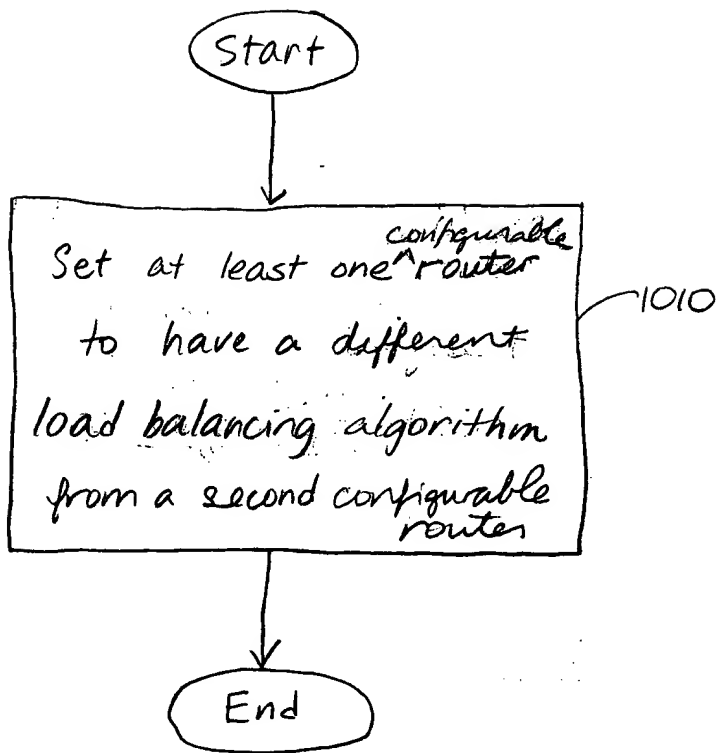 Start
configurable
Set at least one ^ router
to have a different
load balancing algorithm
from a second configurable
router
1010
End